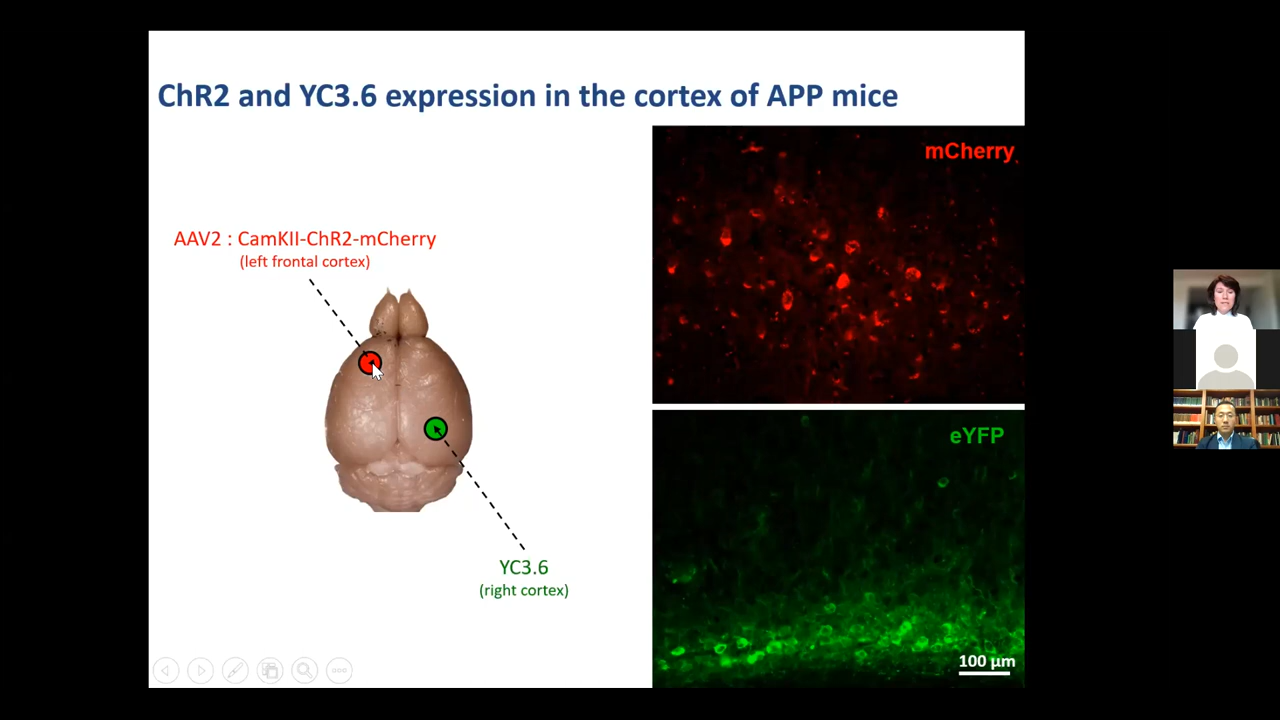 ChR2 and YC3.6 expression in the cortex of APP mice
AAV2 : CamKII-ChR2-mCherry
(left frontal cortex)
YC3.6
(right cortex)
mCherry
eYFP
100 µm